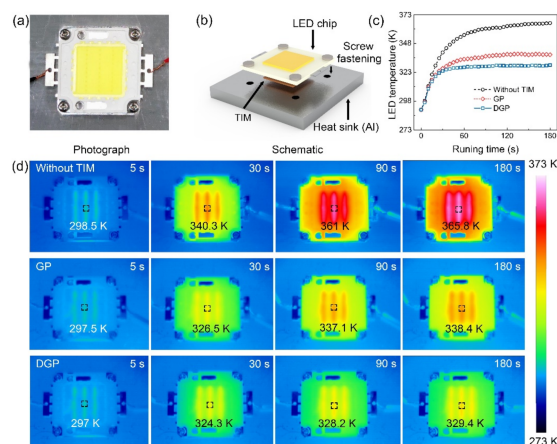 (a)
(b)
LED chip
Screw
fastening
TIM
Heat sink (Al)
(c)
LED temperature (K)
373
348
323
298
273
Without TIM
GP
DGP
0 60 120 180
Runing time (s)
Photograph
Schematic
(d)
Without TIM 5 s
298.5 K
30 s
340.3 K
90 s
361 K
180 s
365.8 K
GP 5 s
297.5 K
30 s
326.5 K
90 s
337.1 K
180 s
338.4 K
DGP 5 s
297 K
30 s
324.3 K
90 s
328.2 K
180 s
329.4 K
373 K
273 K